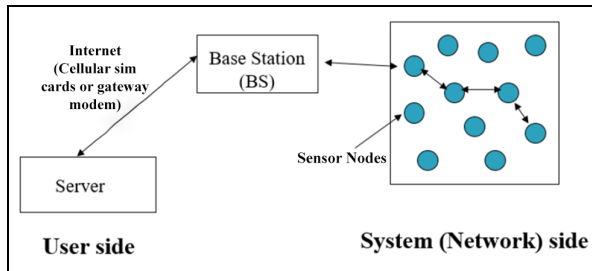 Internet
(Cellular sim
cards or gateway
modem)
Base Station
(BS)
Sensor Nodes
Server
User side
System (Network) side